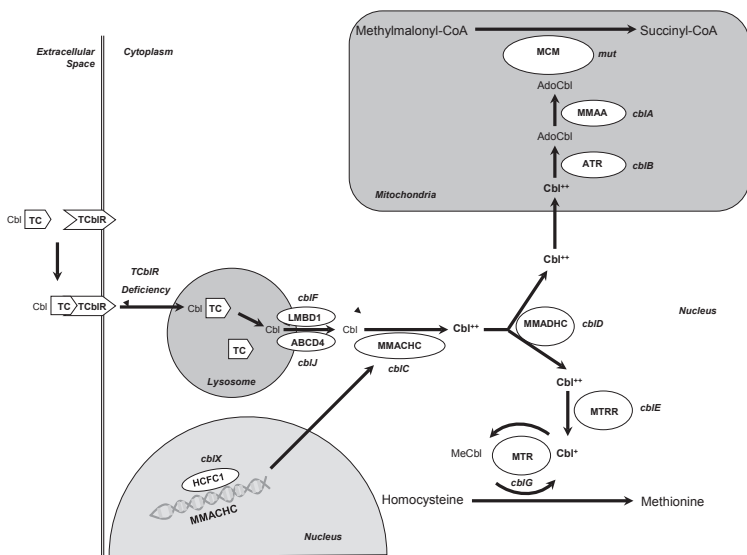 Extracellular
Space
Cytoplasm
Methylmalonyl-CoA
Succinyl-CoA
MCM
mut
AdoCbl
MMAA
cblA
AdoCbl
ATR
cblB
Cbl++
Mitochondria
Cbl
TC
TCblR
Cbl++
TCblR
Deficiency
Cbl
TC
TCblR
Cbl
TC
cblF
LMBD1
Cbl
ABCD4
cblJ
TC
Lysosome
Cbl
MMACHC
cblC
Cbl++
MMADHC
cblD
Nucleus
Cbl++
MTRR
cblE
MeCbl
MTR
Cbl+
cblG
Homocysteine
Methionine
cblX
HCFC1
MMACHC
Nucleus